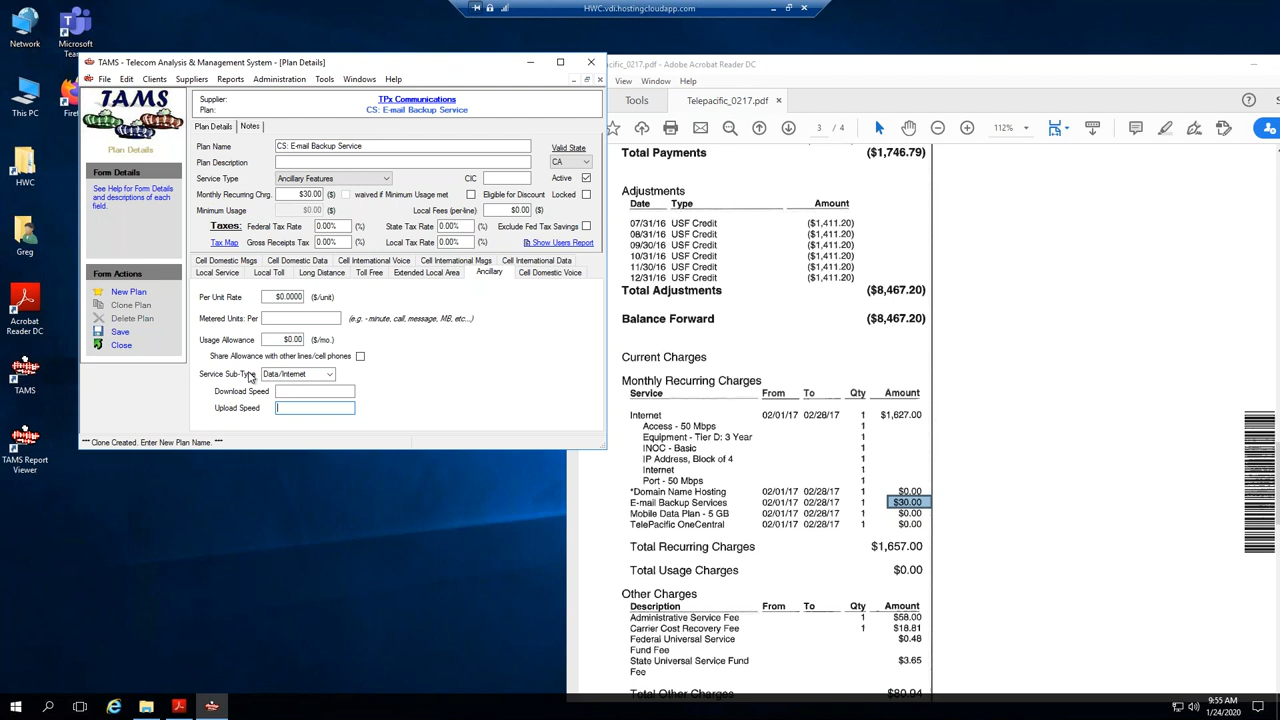 HWC.vdi.hostingcloudapp.com
Network
Microsoft
Team
This PC
Fi
HWC
Greg
Acrobat
Reader DC
TAMS
TAMS Report
Viewer
TAMS - Telecom Analysis & Management System - [Plan Details]
File Edit Clients Suppliers Reports Administration Tools Windows Help
TAMS
Plan Details
Form Details
See Help for Form Details
and descriptions of each
field.
Form Actions
New Plan
Clone Plan
Delete Plan
Save
Close
Supplier: TPx Communications
Plan: CS: E-mail Backup Service
Plan Details Notes
Plan Name CS: E-mail Backup Service Valid State
Plan Description CA
Service Type Ancillary Features CIC Active
Monthly Recurring Chrg. $30.00 ($) waived if Minimum Usage met Eligible for Discount Locked
Minimum Usage $0.00 ($) Local Fees (per-line) $0.00 ($)
Taxes: Federal Tax Rate 0.00% (%) State Tax Rate 0.00% (%) Exclude Fed Tax Savings
Tax Map Gross Receipts Tax 0.00% (%) Local Tax Rate 0.00% (%) Show Users Report
Cell Domestic Msgs Cell Domestic Data Cell International Voice Cell International Msgs Cell International Data
Local Service Local Toll Long Distance Toll Free Extended Local Area Ancillary Cell Domestic Voice
Per Unit Rate $0.0000 ($/unit)
Metered Units: Per (e.g. - minute, call, message, MB, etc...)
Usage Allowance $0.00 ($/mo.)
Share Allowance with other lines/cell phones
Service Sub-Type Data/Internet
Download Speed
Upload Speed
*** Clone Created. Enter New Plan Name. ***
acific_0217.pdf - Adobe Acrobat Reader DC
View Window Help
Tools Telepacific_0217.pdf ×
3 / 4 112%
Total Payments ($1,746.79)
Adjustments
Date Type Amount
07/31/16 USF Credit ($1,411.20)
08/31/16 USF Credit ($1,411.20)
09/30/16 USF Credit ($1,411.20)
10/31/16 USF Credit ($1,411.20)
11/30/16 USF Credit ($1,411.20)
12/31/16 USF Credit ($1,411.20)
Total Adjustments ($8,467.20)
Balance Forward ($8,467.20)
Current Charges
Monthly Recurring Charges
Service From To Qty Amount
Internet 02/01/17 02/28/17 1 $1,627.00
Access - 50 Mbps 1
Equipment - Tier D: 3 Year 1
INOC - Basic 1
IP Address, Block of 4 1
Internet 1
Port - 50 Mbps 1
*Domain Name Hosting 02/01/17 02/28/17 1 $0.00
E-mail Backup Services 02/01/17 02/28/17 1 $30.00
Mobile Data Plan - 5 GB 02/01/17 02/28/17 1 $0.00
TelePacific OneCentral 02/01/17 02/28/17 1 $0.00
Total Recurring Charges $1,657.00
Total Usage Charges $0.00
Other Charges
Description From To Qty Amount
Administrative Service Fee 1 $58.00
Carrier Cost Recovery Fee 1 $18.81
Federal Universal Service $0.48
Fund Fee
State Universal Service Fund $3.65
Fee
Total Other Charges $80.94
9:55 AM
1/24/2020